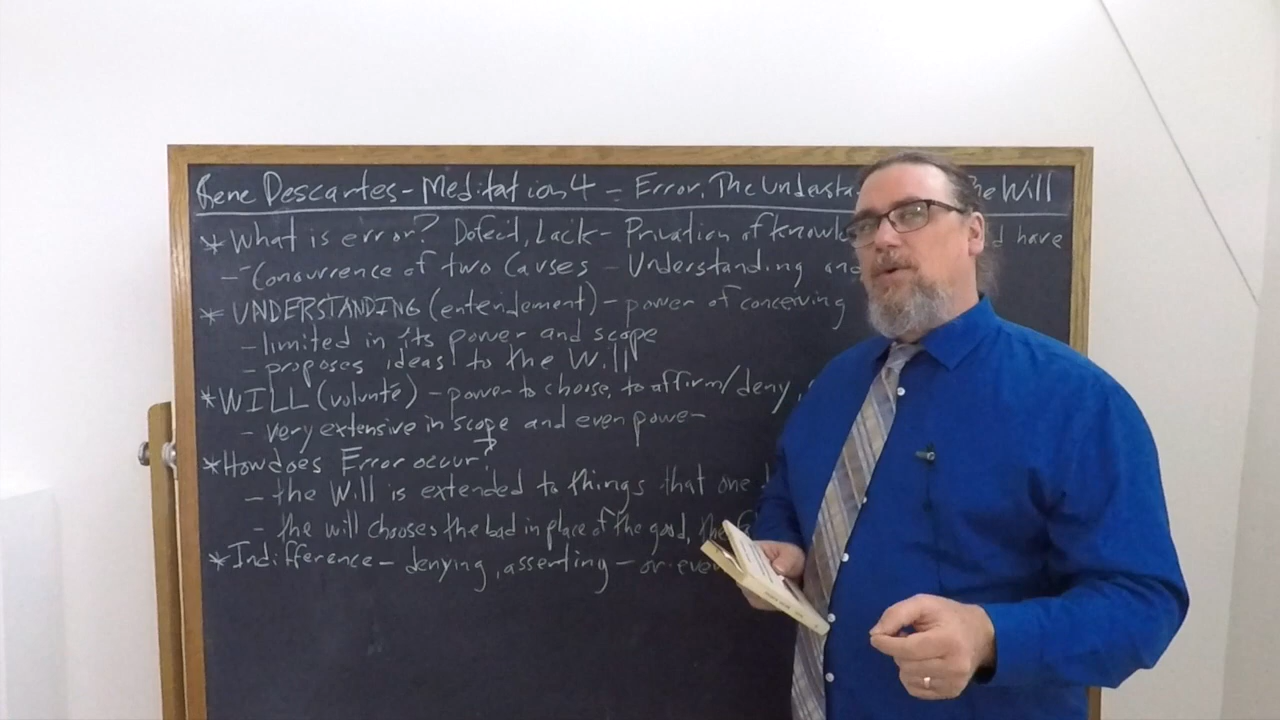 Rene Descartes - Meditation 4 - Error, The Understa he Will
* What is error? Defect, Lack - Privation of knowle d have
- Concurrence of two causes - Understanding and
* UNDERSTANDING (entendement) - power of conceiving
- limited in its power and scope
- proposes ideas to the Will
* WILL (volunté) - power to choose, to affirm/deny,
- very extensive in scope and even power
* How does Error occur?
- the Will is extended to things that one
- the will chooses the bad in place of the good, the fa
* Indifference - denying, asserting - or even